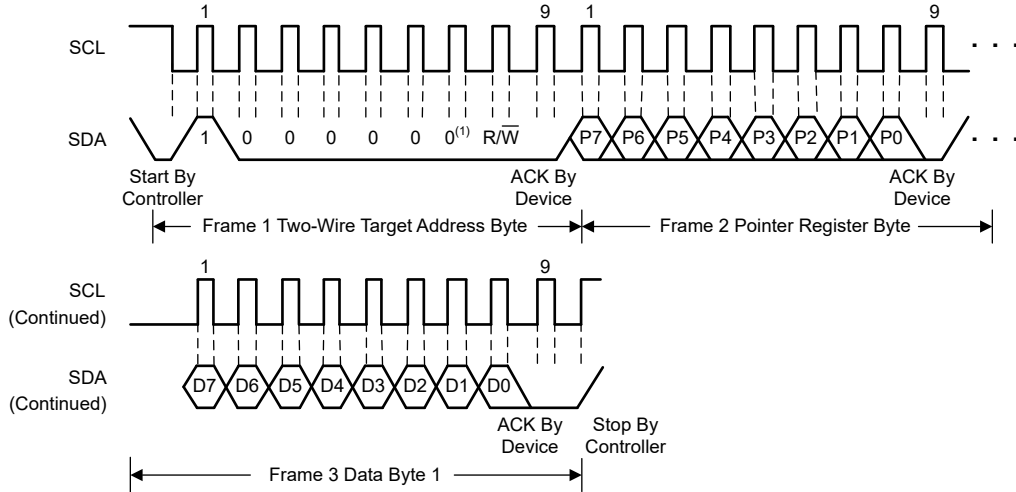 1 9 1 9
SCL . . .
SDA 1 0 0 0 0 0 0(1) R/W̅ P7 P6 P5 P4 P3 P2 P1 P0 . . .
Start By Controller
ACK By Device
ACK By Device
Frame 1 Two-Wire Target Address Byte
Frame 2 Pointer Register Byte
1 9
SCL
(Continued)
SDA
(Continued)
D7 D6 D5 D4 D3 D2 D1 D0
ACK By Device
Stop By Controller
Frame 3 Data Byte 1